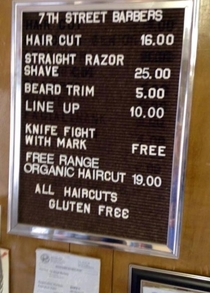 7TH STREET BARBERS
HAIR CUT 16.00
STRAIGHT RAZOR
SHAVE 25.00
BEARD TRIM 5.00
LINE UP 10.00
KNIFE FIGHT
WITH MARK FREE
FREE RANGE
ORGANIC HAIRCUT 19.00
ALL HAIRCUTS
GLUTEN FREE